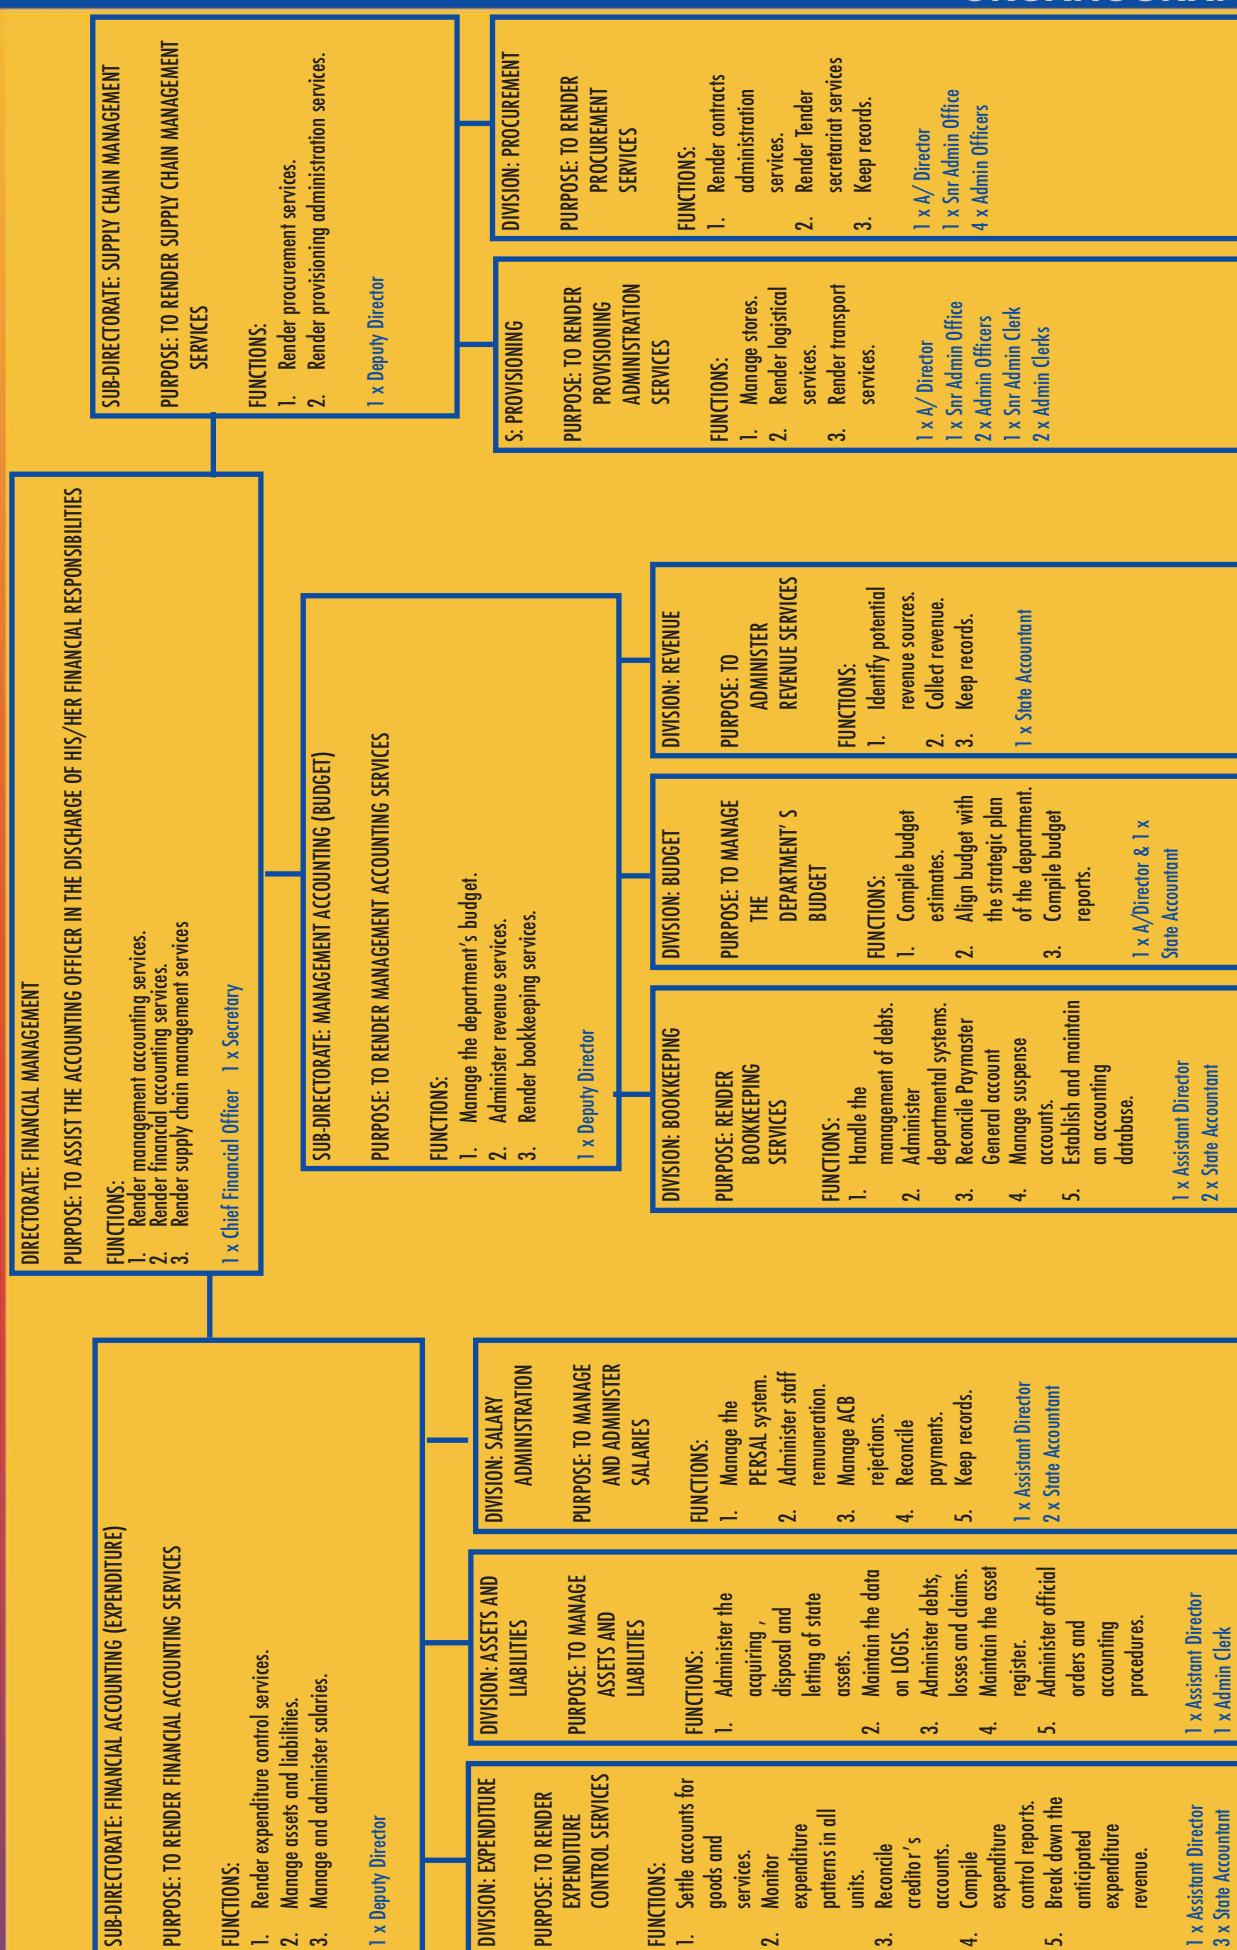 DIRECTORATE: FINANCIAL MANAGEMENT
PURPOSE: TO ASSIST THE ACCOUNTING OFFICER IN THE DISCHARGE OF HIS/HER FINANCIAL RESPONSIBILITIES
FUNCTIONS:
1. Render management accounting services.
2. Render financial accounting services.
3. Render supply chain management services
1 x Chief Financial Officer 1 x Secretary
SUB-DIRECTORATE: FINANCIAL ACCOUNTING (EXPENDITURE)
PURPOSE: TO RENDER FINANCIAL ACCOUNTING SERVICES
FUNCTIONS:
1. Render expenditure control services.
2. Manage assets and liabilities.
3. Manage and administer salaries.
1 x Deputy Director
SUB-DIRECTORATE: MANAGEMENT ACCOUNTING (BUDGET)
PURPOSE: TO RENDER MANAGEMENT ACCOUNTING SERVICES
FUNCTIONS:
1. Manage the department's budget.
2. Administer revenue services.
3. Render bookkeeping services.
1 x Deputy Director
SUB-DIRECTORATE: SUPPLY CHAIN MANAGEMENT
PURPOSE: TO RENDER SUPPLY CHAIN MANAGEMENT
SERVICES
FUNCTIONS:
1. Render procurement services.
2. Render provisioning administration services.
1 x Deputy Director
DIVISION: EXPENDITURE
PURPOSE: TO RENDER
EXPENDITURE
CONTROL SERVICES
FUNCTIONS:
1. Settle accounts for
goods and
services.
2. Monitor
expenditure
patterns in all
units.
3. Reconcile
creditor's
accounts.
4. Compile
expenditure
control reports.
5. Break down the
anticipated
expenditure
revenue.
1 x Assistant Director
3 x State Accountant
DIVISION: ASSETS AND
LIABILITIES
PURPOSE: TO MANAGE
ASSETS AND
LIABILITIES
FUNCTIONS:
1. Administer the
acquiring ,
disposal and
letting of state
assets.
2. Maintain the data
on LOGIS.
3. Administer debts,
losses and claims.
4. Maintain the asset
register.
5. Administer official
orders and
accounting
procedures.
1 x Assistant Director
1 x Admin Clerk
DIVISION: SALARY
ADMINISTRATION
PURPOSE: TO MANAGE
AND ADMINISTER
SALARIES
FUNCTIONS:
1. Manage the
PERSAL system.
2. Administer staff
remuneration.
3. Manage ACB
rejections.
4. Reconcile
payments.
5. Keep records.
1 x Assistant Director
2 x State Accountant
DIVISION: BOOKKEEPING
PURPOSE: RENDER
BOOKKEEPING
SERVICES
FUNCTIONS:
1. Handle the
management of debts.
2. Administer
departmental systems.
3. Reconcile Paymaster
General account
4. Manage suspense
accounts.
5. Establish and maintain
an accounting
database.
1 x Assistant Director
2 x State Accountant
DIVISION: BUDGET
PURPOSE: TO MANAGE
THE
DEPARTMENT' S
BUDGET
FUNCTIONS:
1. Compile budget
estimates.
2. Align budget with
the strategic plan
of the department.
3. Compile budget
reports.
1 x A/Director & 1 x
State Accountant
DIVISION: REVENUE
PURPOSE: TO
ADMINISTER
REVENUE SERVICES
FUNCTIONS:
1. Identify potential
revenue sources.
2. Collect revenue.
3. Keep records.
1 x State Accountant
S: PROVISIONING
PURPOSE: TO RENDER
PROVISIONING
ADMINISTRATION
SERVICES
FUNCTIONS:
1. Manage stores.
2. Render logistical
services.
3. Render transport
services.
1 x A/ Director
1 x Snr Admin Office
2 x Admin Officers
1 x Snr Admin Clerk
2 x Admin Clerks
DIVISION: PROCUREMENT
PURPOSE: TO RENDER
PROCUREMENT
SERVICES
FUNCTIONS:
1. Render contracts
administration
services.
2. Render Tender
secretariat services
3. Keep records.
1 x A/ Director
1 x Snr Admin Office
4 x Admin Officers